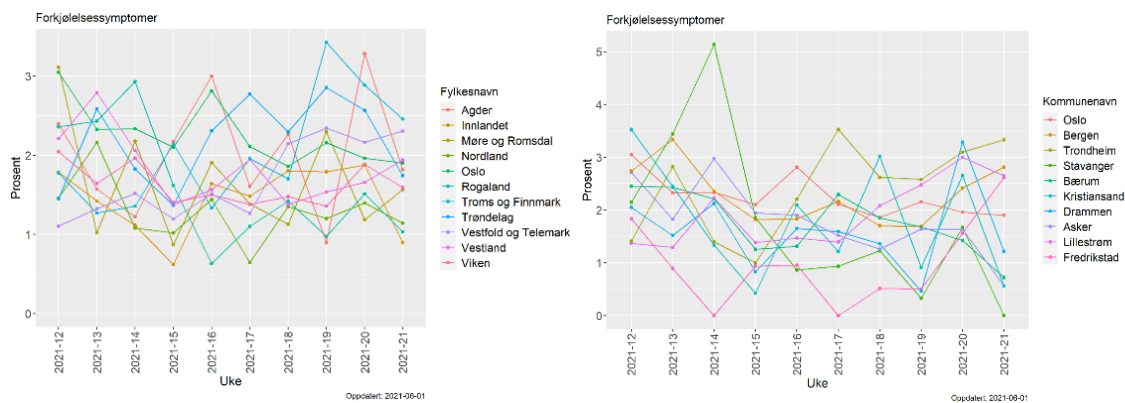 Forkjølelsessymptomer
Prosent
3
2
1
0
2021-12
2021-13
2021-14
2021-15
2021-16
2021-17
2021-18
2021-19
2021-20
2021-21
Uke
Oppdatert: 2021-06-01
Fylkesnavn
Agder
Innlandet
Møre og Romsdal
Nordland
Oslo
Rogaland
Troms og Finnmark
Trøndelag
Vestfold og Telemark
Vestland
Viken
Forkjølelsessymptomer
Prosent
5
4
3
2
1
0
2021-12
2021-13
2021-14
2021-15
2021-16
2021-17
2021-18
2021-19
2021-20
2021-21
Uke
Oppdatert: 2021-06-01
Kommunenavn
Oslo
Bergen
Trondheim
Stavanger
Bærum
Kristiansand
Drammen
Asker
Lillestrøm
Fredrikstad